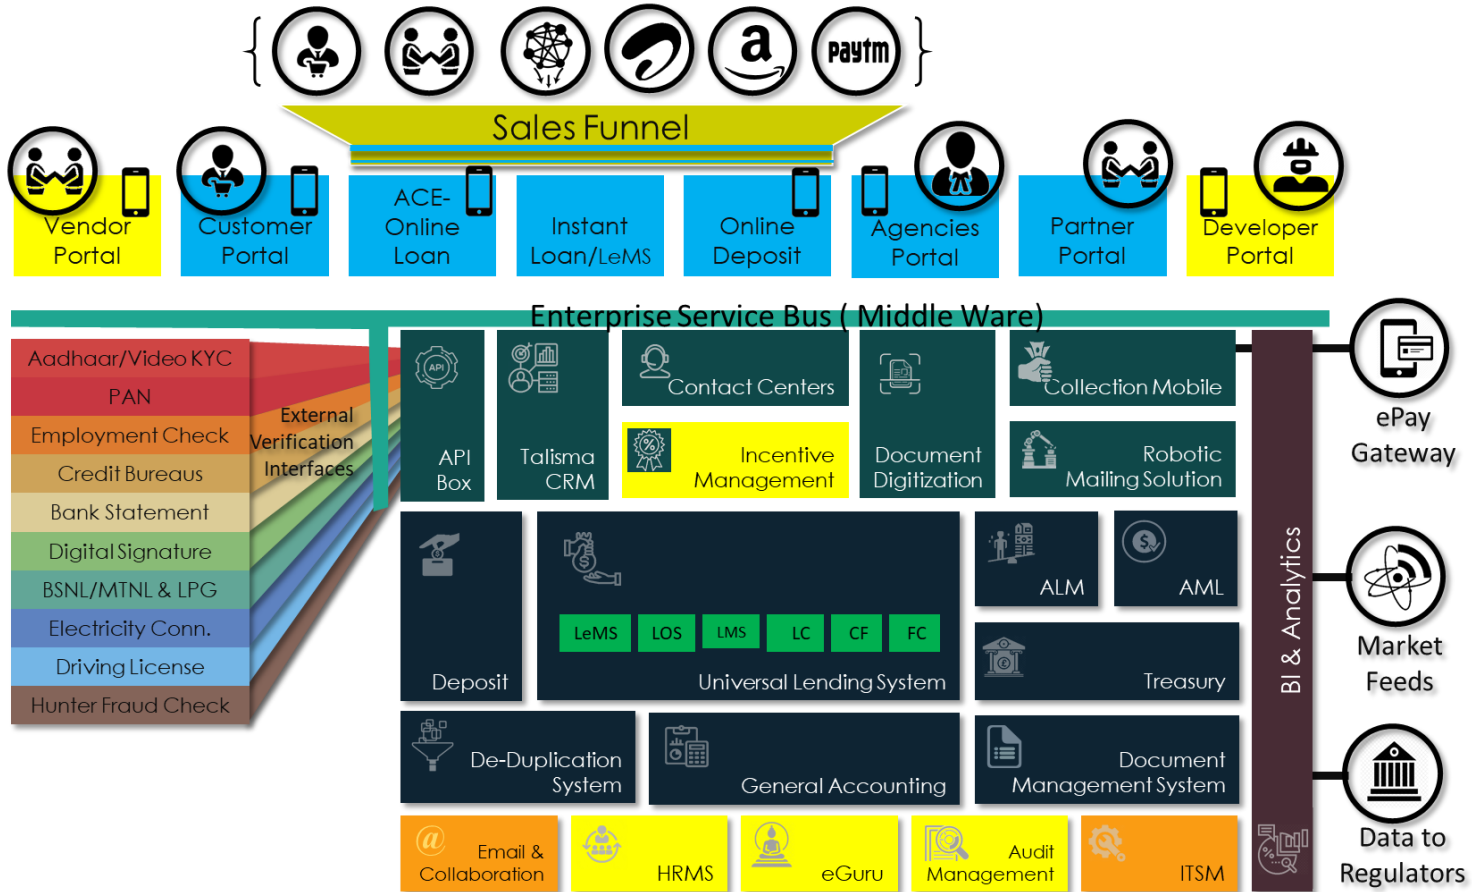 a
paytm
Sales Funnel
Vendor
Portal
Customer
Portal
ACE-
Online
Loan
Instant
Loan/LeMS
Online
Deposit
Agencies
Portal
Partner
Portal
Developer
Portal
Enterprise Service Bus ( Middle Ware)
Aadhaar/Video KYC
PAN
Employment Check
Credit Bureaus
Bank Statement
Digital Signature
BSNL/MTNL & LPG
Electricity Conn.
Driving License
Hunter Fraud Check
External
Verification
Interfaces
API
API
Box
Talisma
CRM
Contact Centers
Incentive
Management
Document
Digitization
Collection Mobile
Robotic
Mailing Solution
Deposit
LeMS
LOS
LMS
LC
CF
FC
Universal Lending System
ALM
AML
Treasury
De-Duplication
System
General Accounting
Document
Management System
@
Email &
Collaboration
HRMS
eGuru
Audit
Management
ITSM
BI & Analytics
ePay
Gateway
Market
Feeds
Data to
Regulators